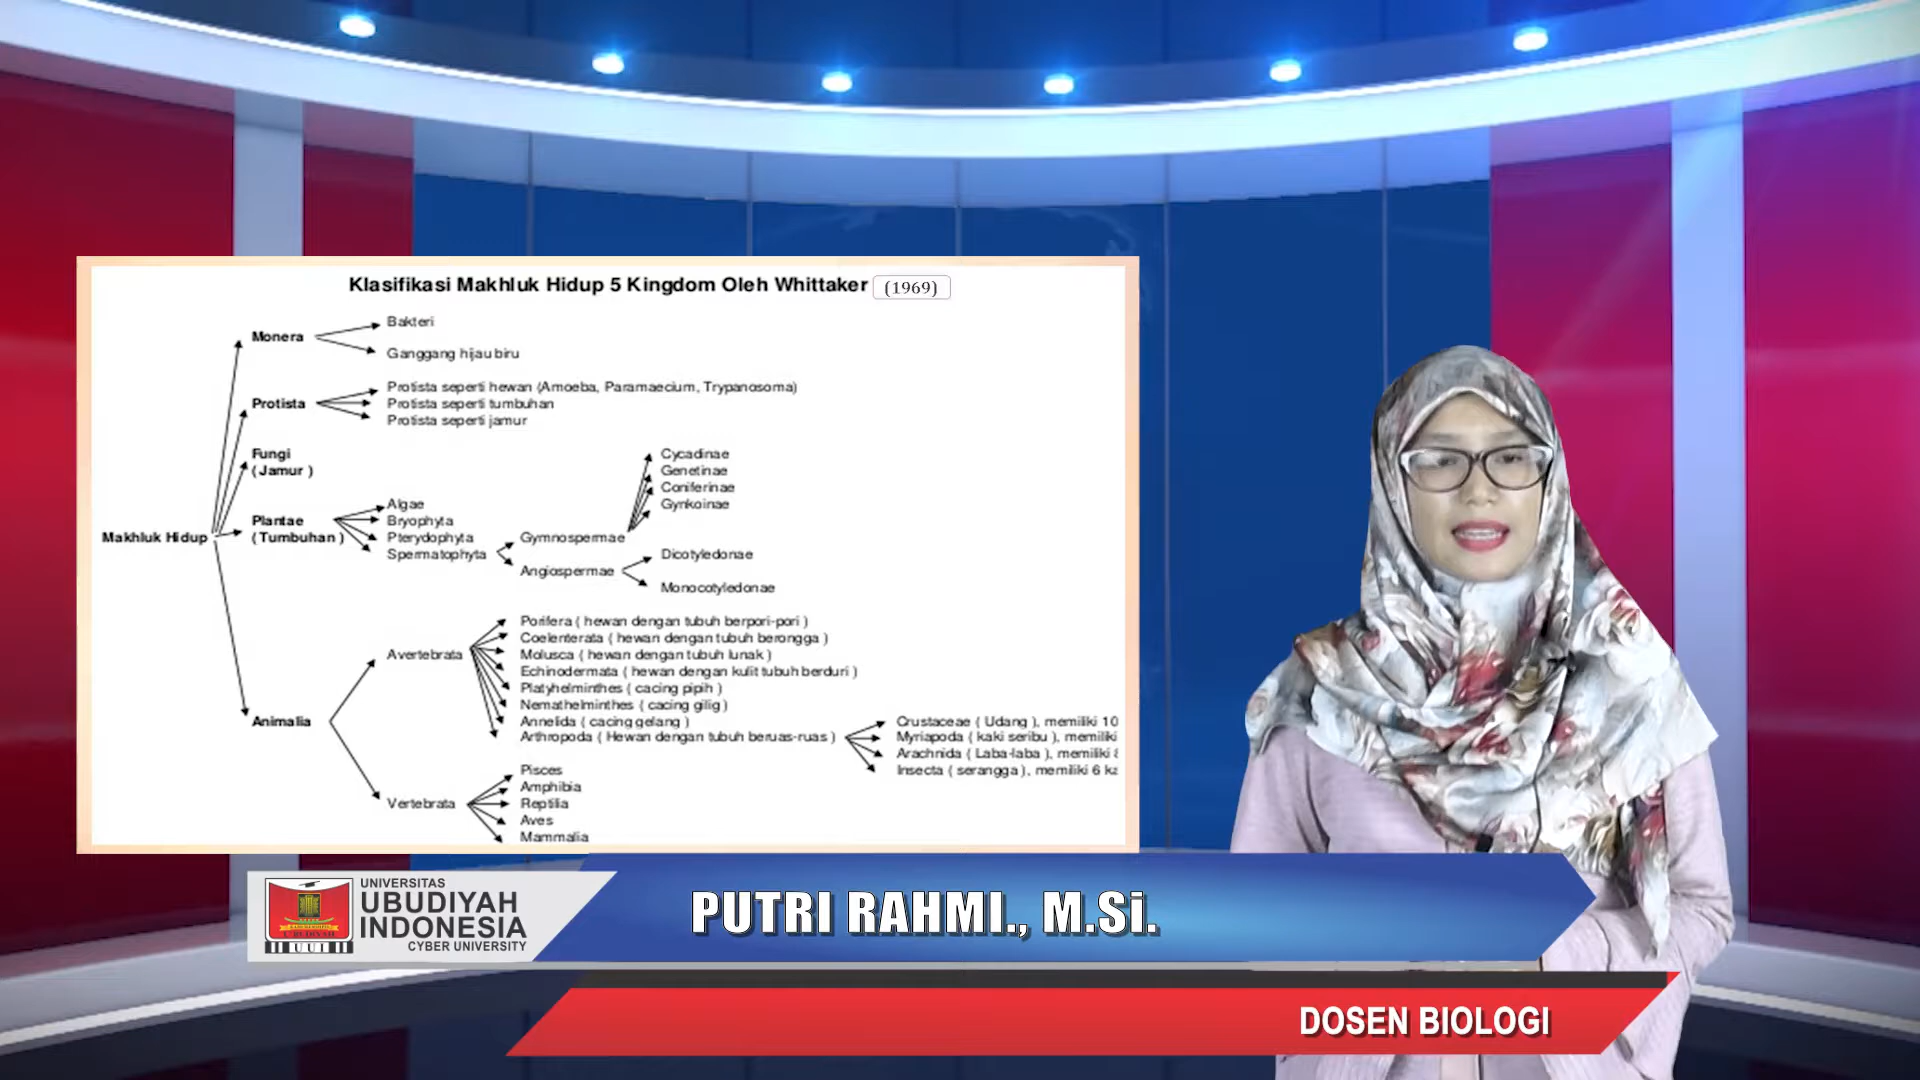 Klasifikasi Makhluk Hidup 5 Kingdom Oleh Whittaker (1969)
Monera
Bakteri
Ganggang hijau biru
Protista
Protista seperti hewan (Amoeba, Paramaecium, Trypanosoma)
Protista seperti tumbuhan
Protista seperti jamur
Fungi
( Jamur )
Cycadinae
Genetinae
Coniferinae
Gynkoinae
Makhluk Hidup
Plantae
( Tumbuhan )
Algae
Bryophyta
Pterydophyta
Spermatophyta
Gymnospermae
Angiospermae
Dicotyledonae
Monocotyledonae
Animalia
Avertebrata
Porifera ( hewan dengan tubuh berpori-pori )
Coelenterata ( hewan dengan tubuh berongga )
Molusca ( hewan dengan tubuh lunak )
Echinodermata ( hewan dengan kulit tubuh berduri )
Platyhelminthes ( cacing pipih )
Nemathelminthes ( cacing gilig )
Annelida ( cacing gelang )
Arthropoda ( Hewan dengan tubuh beruas-ruas )
Crustaceae ( Udang ), memiliki 10
Myriapoda ( kaki seribu ), memiliki
Arachnida ( Laba-laba ), memiliki
Insecta ( serangga ), memiliki 6
Vertebrata
Pisces
Amphibia
Reptilia
Aves
Mammalia
UNIVERSITAS
UBUDIYAH
INDONESIA
CYBER UNIVERSITY
PUTRI RAHMI., M.Si.
DOSEN BIOLOGI